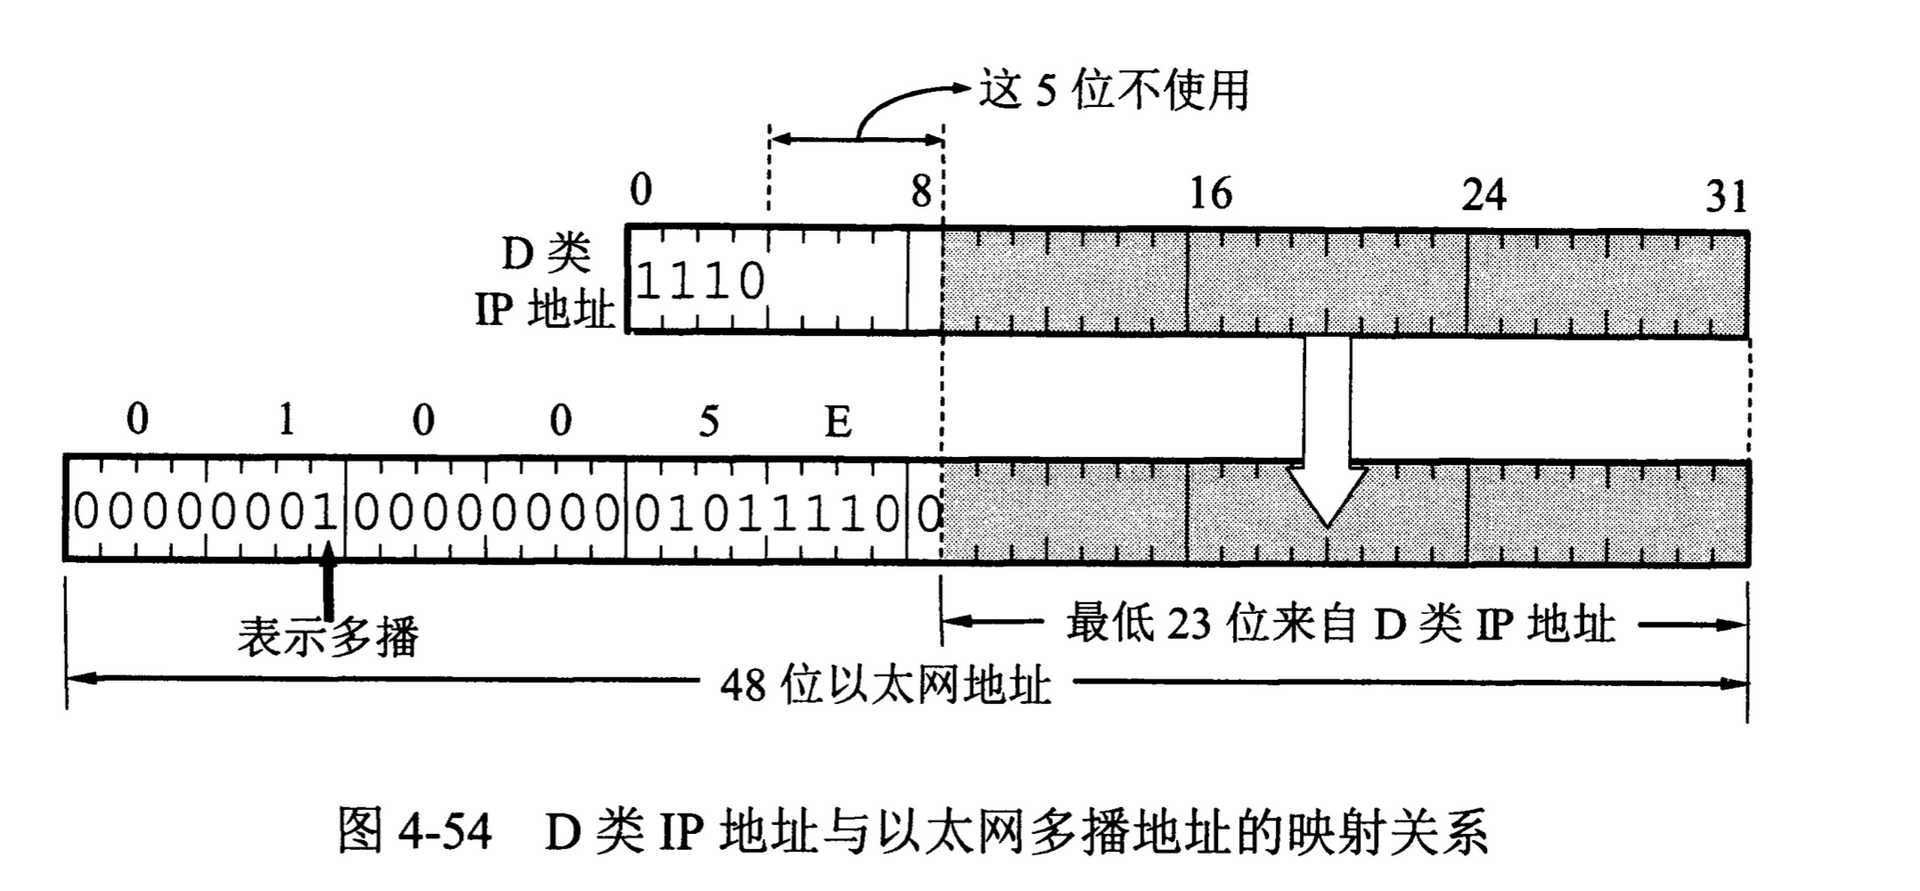 这 5 位不使用
0 8 16 24 31
D 类
IP 地址
1110
0 1 0 0 5 E
00000001 00000000 01011110 0
表示多播
最低 23 位来自 D 类 IP 地址
48 位以太网地址
图 4-54 D 类 IP 地址与以太网多播地址的映射关系